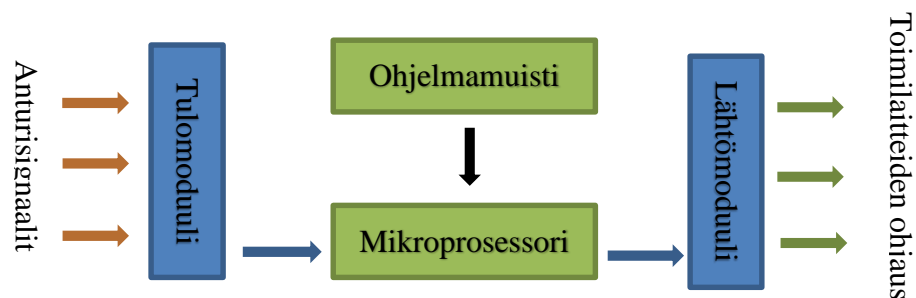 Anturisignaalit
Tulomoduuli
Ohjelmamuisti
Mikroprosessori
Lähtömoduuli
Toimilaitteiden ohjaus